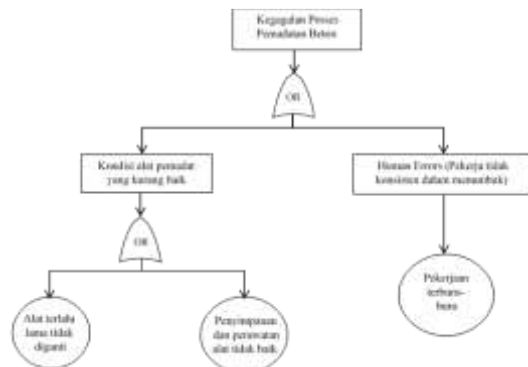 Kegagalan Proses
Pemadatan Beton
OR
Kondisi alat pemadat
yang kurang baik
Human Errors (Pekerja tidak
konsisten dalam menumbuk)
OR
Pekerjaan
terburu-
buru
Alat terlalu
lama tidak
diganti
Penyimpanan
dan perawatan
alat tidak baik